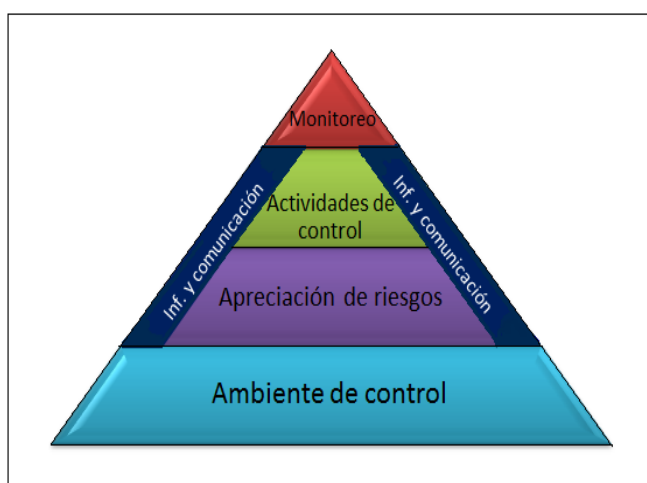 Monitoreo
Inf. y comunicación
Actividades de
control
Inf. y comunicación
Apreciación de riesgos
Ambiente de control